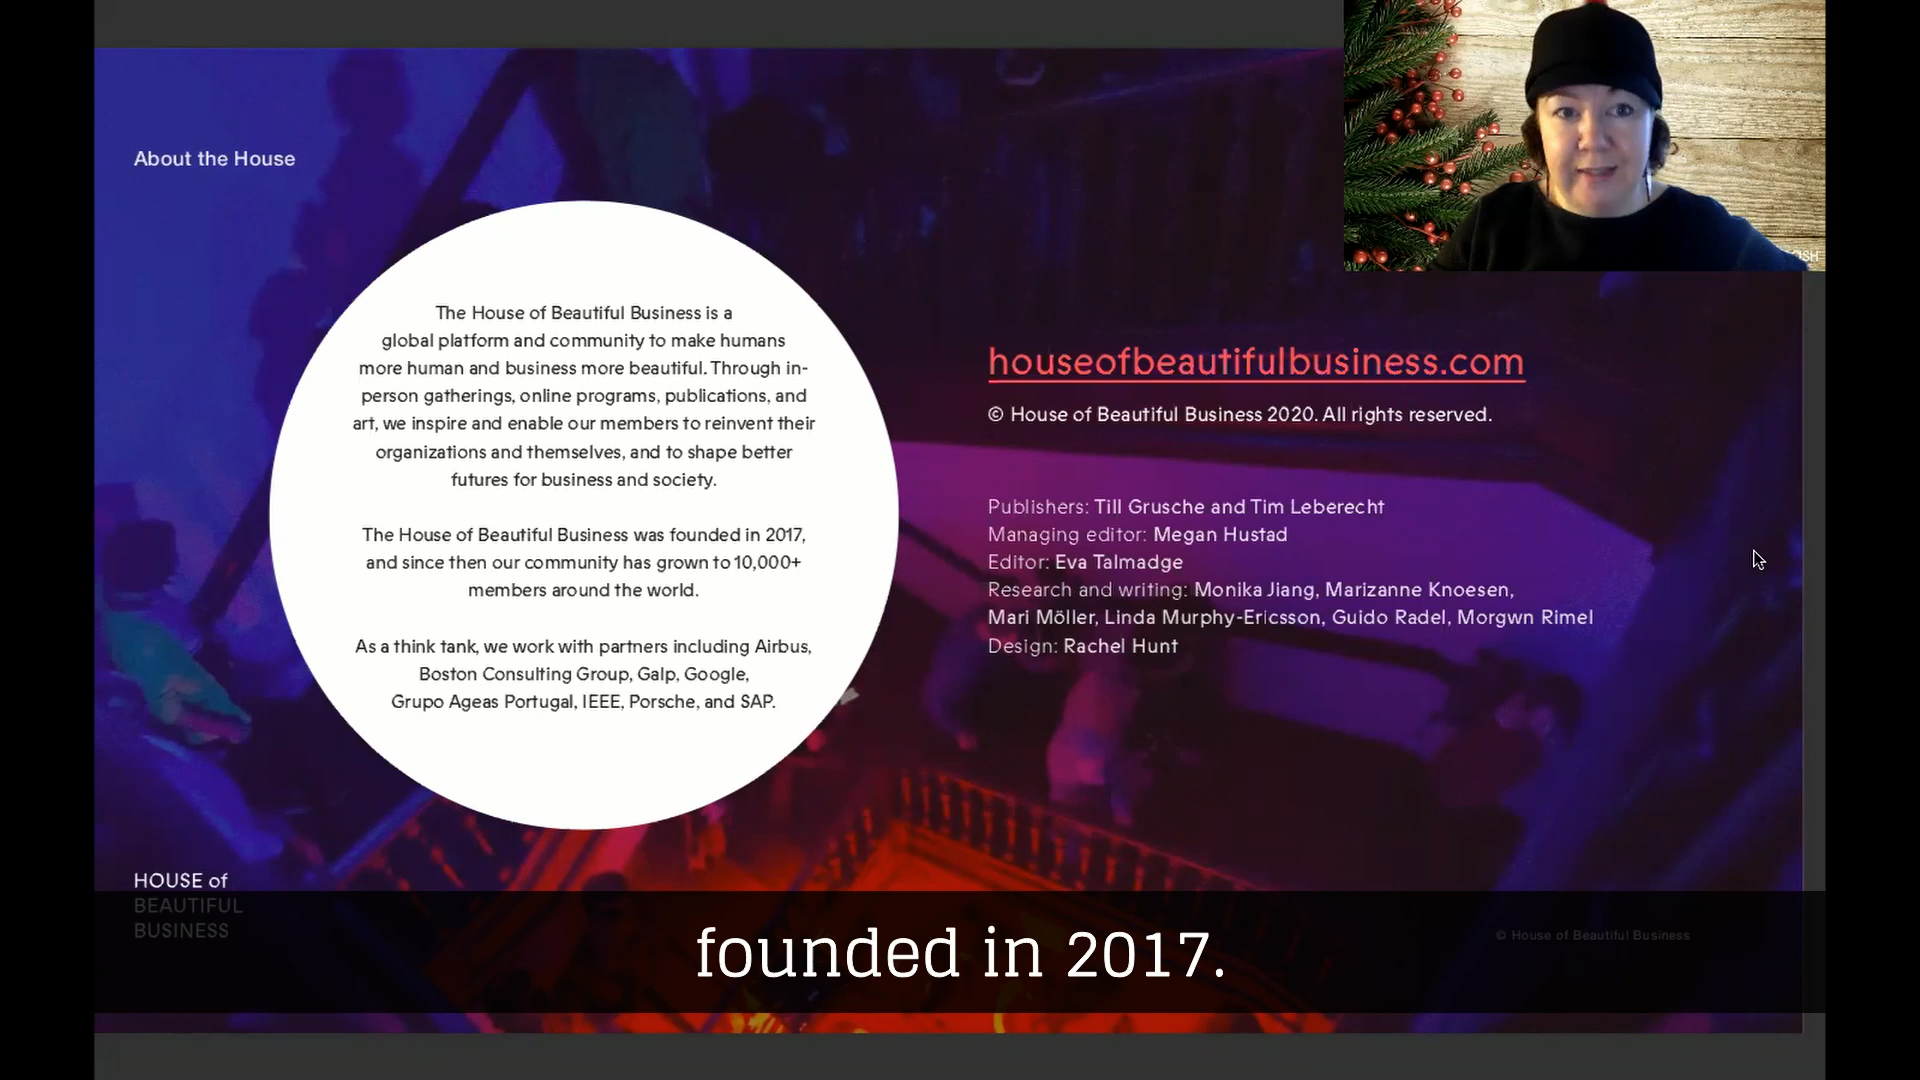 About the House
The House of Beautiful Business is a
global platform and community to make humans
more human and business more beautiful. Through in-
person gatherings, online programs, publications, and
art, we inspire and enable our members to reinvent their
organizations and themselves, and to shape better
futures for business and society.
The House of Beautiful Business was founded in 2017,
and since then our community has grown to 10,000+
members around the world.
As a think tank, we work with partners including Airbus,
Boston Consulting Group, Galp, Google,
Grupo Ageas Portugal, IEEE, Porsche, and SAP.
houseofbeautifulbusiness.com
© House of Beautiful Business 2020. All rights reserved.
Publishers: Till Grusche and Tim Leberecht
Managing editor: Megan Hustad
Editor: Eva Talmadge
Research and writing: Monika Jiang, Marizanne Knoesen,
Mari Möller, Linda Murphy-Ericsson, Guido Radel, Morgwn Rimel
Design: Rachel Hunt
HOUSE of
BEAUTIFUL
BUSINESS
© House of Beautiful Business
founded in 2017.